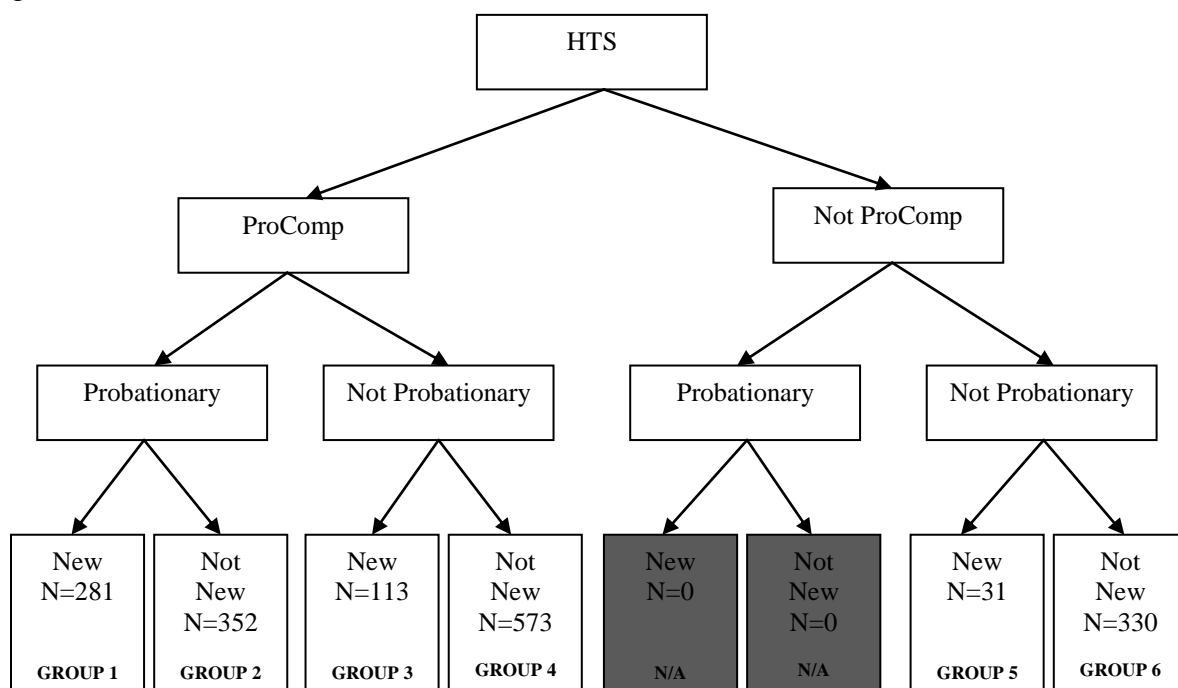 HTS
ProComp
Not ProComp
Probationary
Not Probationary
Probationary
Not Probationary
New
N=281
GROUP 1
Not
New
N=352
GROUP 2
New
N=113
GROUP 3
Not
New
N=573
GROUP 4
New
N=0
N/A
Not
New
N=0
N/A
New
N=31
GROUP 5
Not
New
N=330
GROUP 6